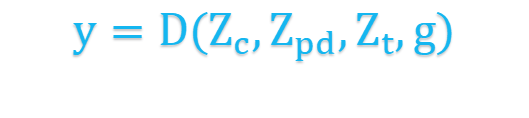 y = D(Z_c, Z_pd, Z_t, g)